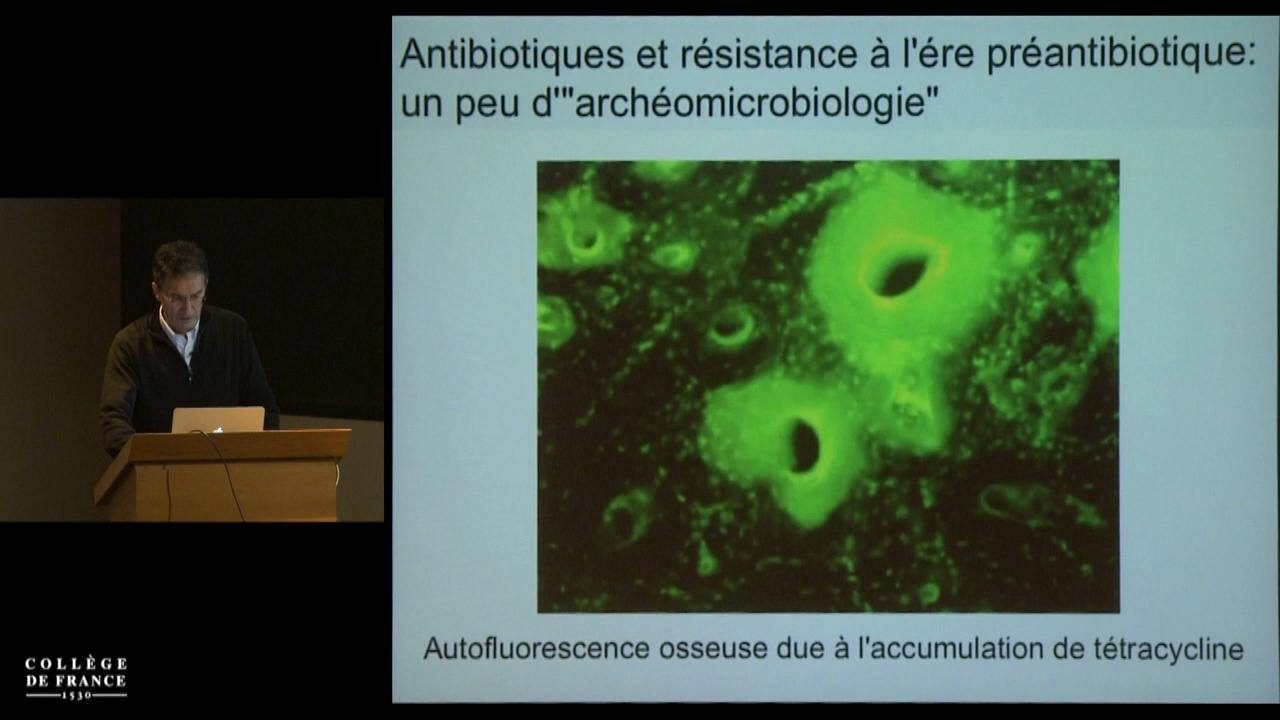 Antibiotiques et résistance à l'ére préantibiotique:
un peu d'"archéomicrobiologie"
Autofluorescence osseuse due à l'accumulation de tétracycline
COLLÈGE
DE FRANCE
1530